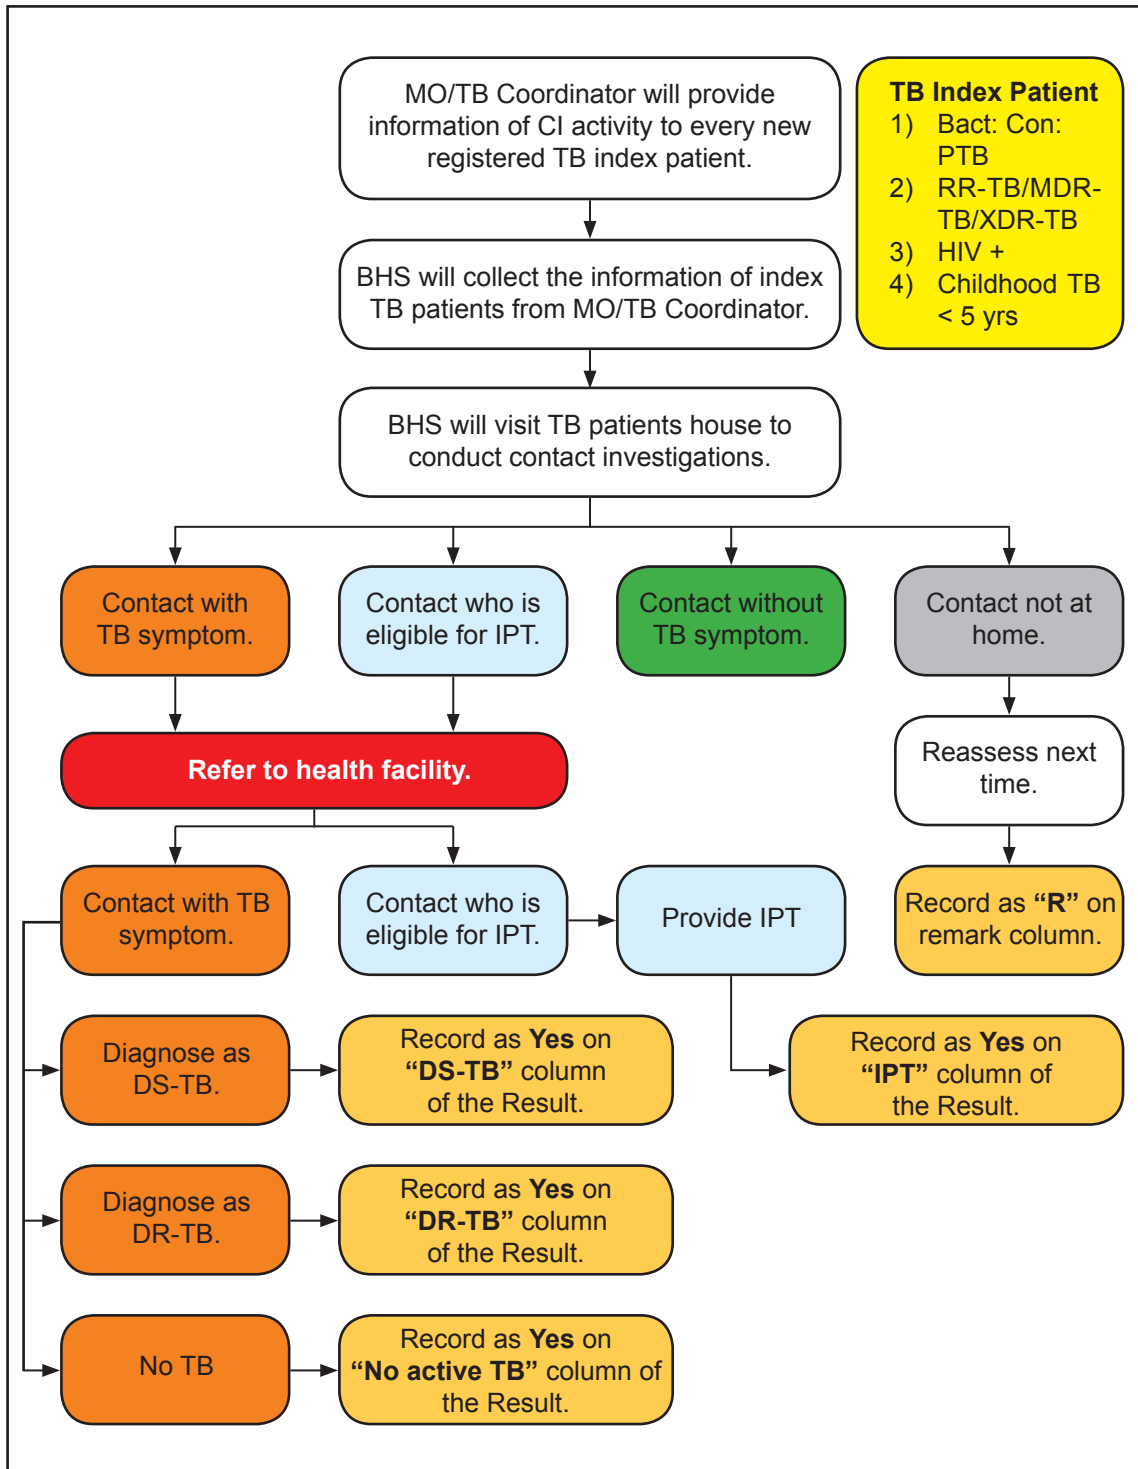 MO/TB Coordinator will provide
information of CI activity to every new
registered TB index patient.
TB Index Patient
1) Bact: Con:
PTB
2) RR-TB/MDR-
TB/XDR-TB
3) HIV +
4) Childhood TB
< 5 yrs
BHS will collect the information of index
TB patients from MO/TB Coordinator.
BHS will visit TB patients house to
conduct contact investigations.
Contact with
TB symptom.
Contact who is
eligible for IPT.
Contact without
TB symptom.
Contact not at
home.
Refer to health facility.
Reassess next
time.
Contact with TB
symptom.
Contact who is
eligible for IPT.
Provide IPT
Record as “R” on
remark column.
Diagnose as
DS-TB.
Record as Yes on
“DS-TB” column
of the Result.
Record as Yes on
“IPT” column of
the Result.
Diagnose as
DR-TB.
Record as Yes on
“DR-TB” column
of the Result.
No TB
Record as Yes on
“No active TB” column of
the Result.